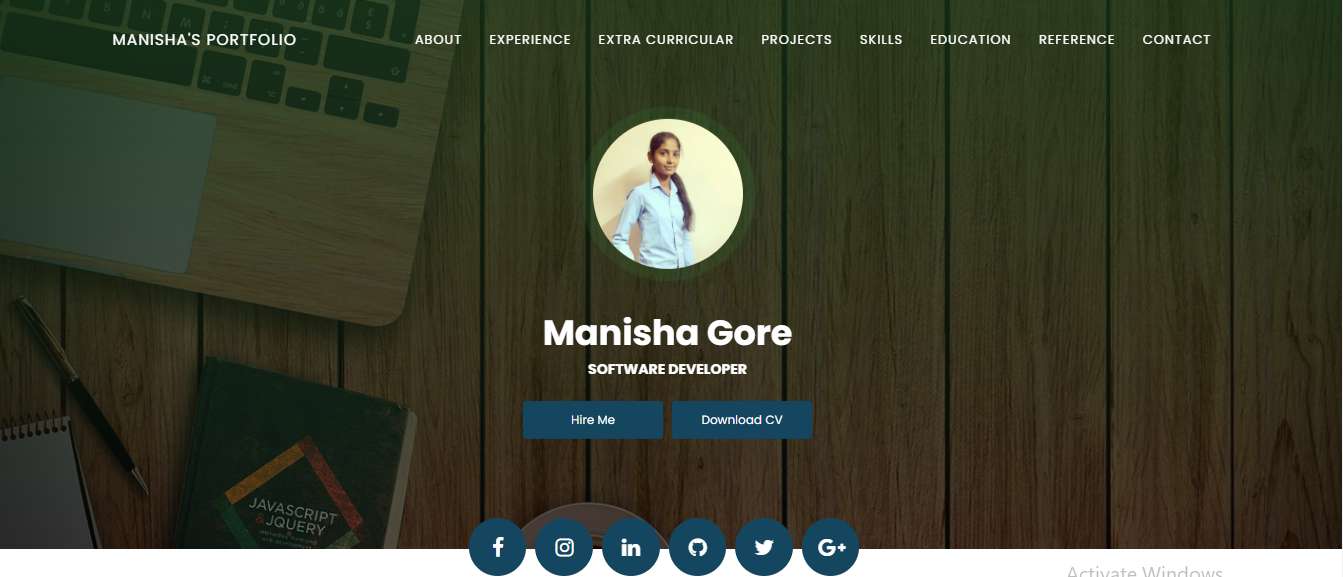 MANISHA'S PORTFOLIO
ABOUT EXPERIENCE EXTRA CURRICULAR PROJECTS SKILLS EDUCATION REFERENCE CONTACT
Manisha Gore
SOFTWARE DEVELOPER
Hire Me
Download CV
JAVASCRIPT
& JQUERY
Activate Windows